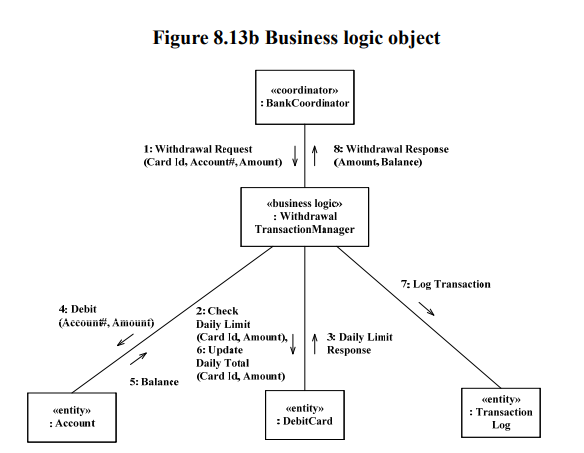 Figure 8.13b Business logic object
«coordinator»
: BankCoordinator
1: Withdrawal Request
(Card Id, Account#, Amount)
8: Withdrawal Response
(Amount, Balance)
«business logic»
: Withdrawal
TransactionManager
7: Log Transaction
4: Debit
(Account#, Amount)
2: Check
Daily Limit
(Card Id, Amount),
6: Update
Daily Total
(Card Id, Amount)
3: Daily Limit
Response
5: Balance
«entity»
: Account
«entity»
: DebitCard
«entity»
: Transaction
Log